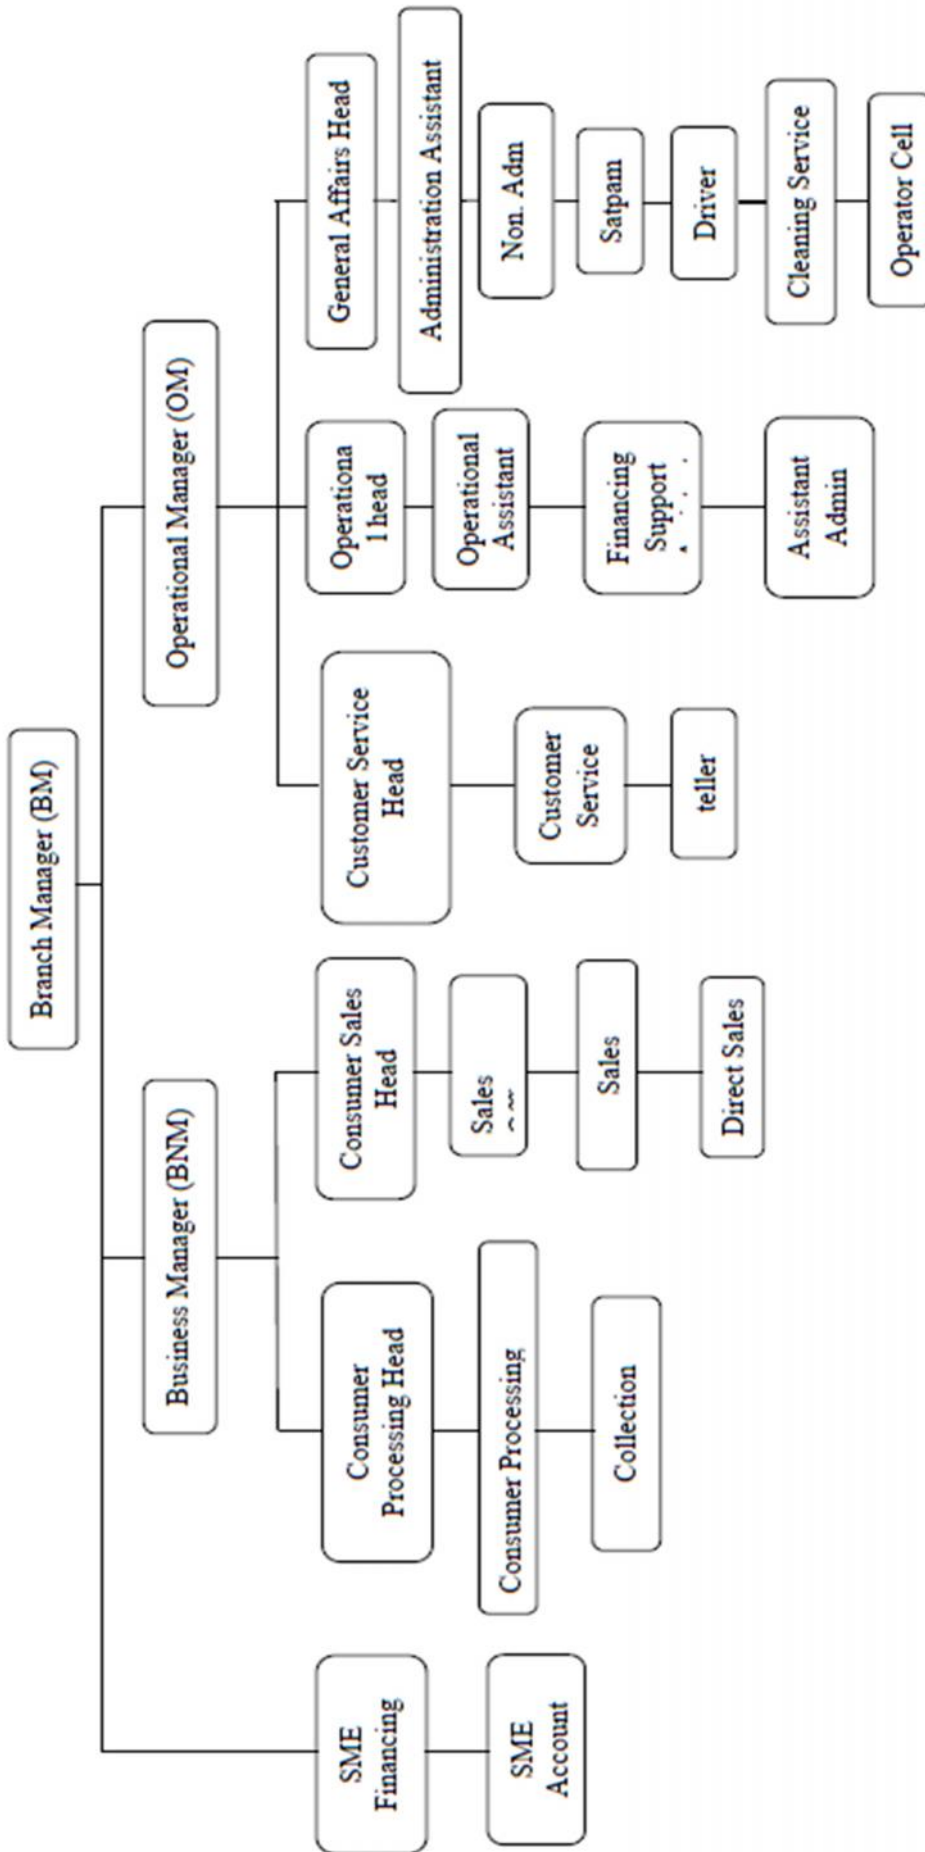 Branch Manager (BM)
Business Manager (BNM)
Operational Manager (OM)
SME
Financing
SME
Account
Consumer
Processing Head
Consumer Processing
Collection
Consumer Sales
Head
Sales
Sales
Direct Sales
Customer Service
Head
Customer
Service
teller
Operationa
l head
Operational
Assistant
Financing
Support
Assistant
Admin
General Affairs Head
Administration Assistant
Non. Adm
Satpam
Driver
Cleaning Service
Operator Cell